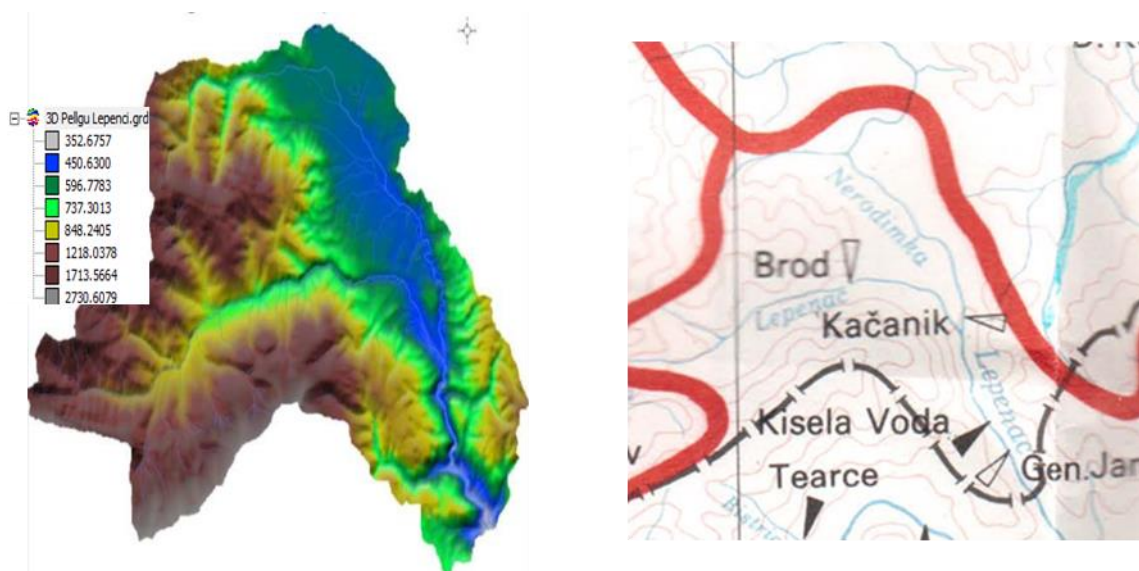 3D Pellgu Lepenci.grd
352.6757
450.6300
596.7783
737.3013
848.2405
1218.0378
1713.5664
2730.6079
Nerodimka
Brod
Lepenac
Kačanik
Lepenac
Kisela Voda
Gen.Jan
Tearce